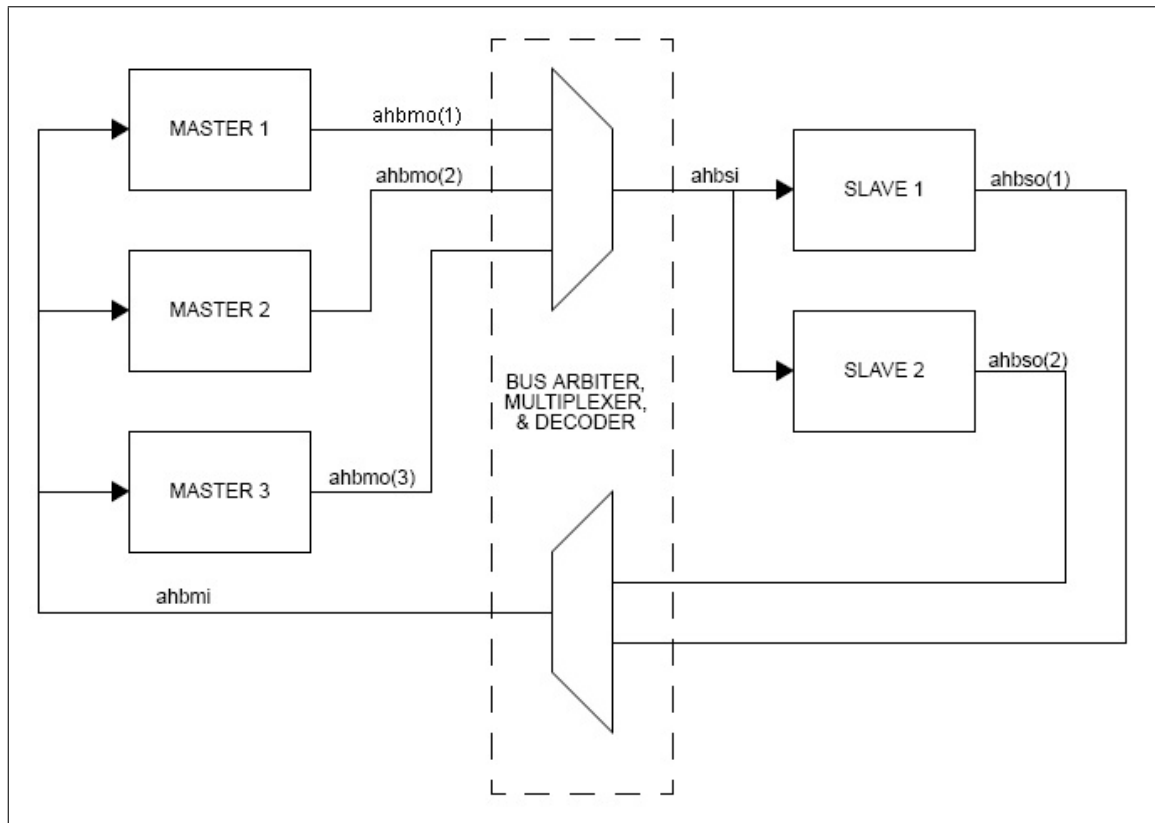 MASTER 1
ahbmo(1)
ahbmo(2)
ahbsi
SLAVE 1
ahbso(1)
MASTER 2
SLAVE 2
ahbso(2)
BUS ARBITER,
MULTIPLEXER,
& DECODER
MASTER 3
ahbmo(3)
ahbmi